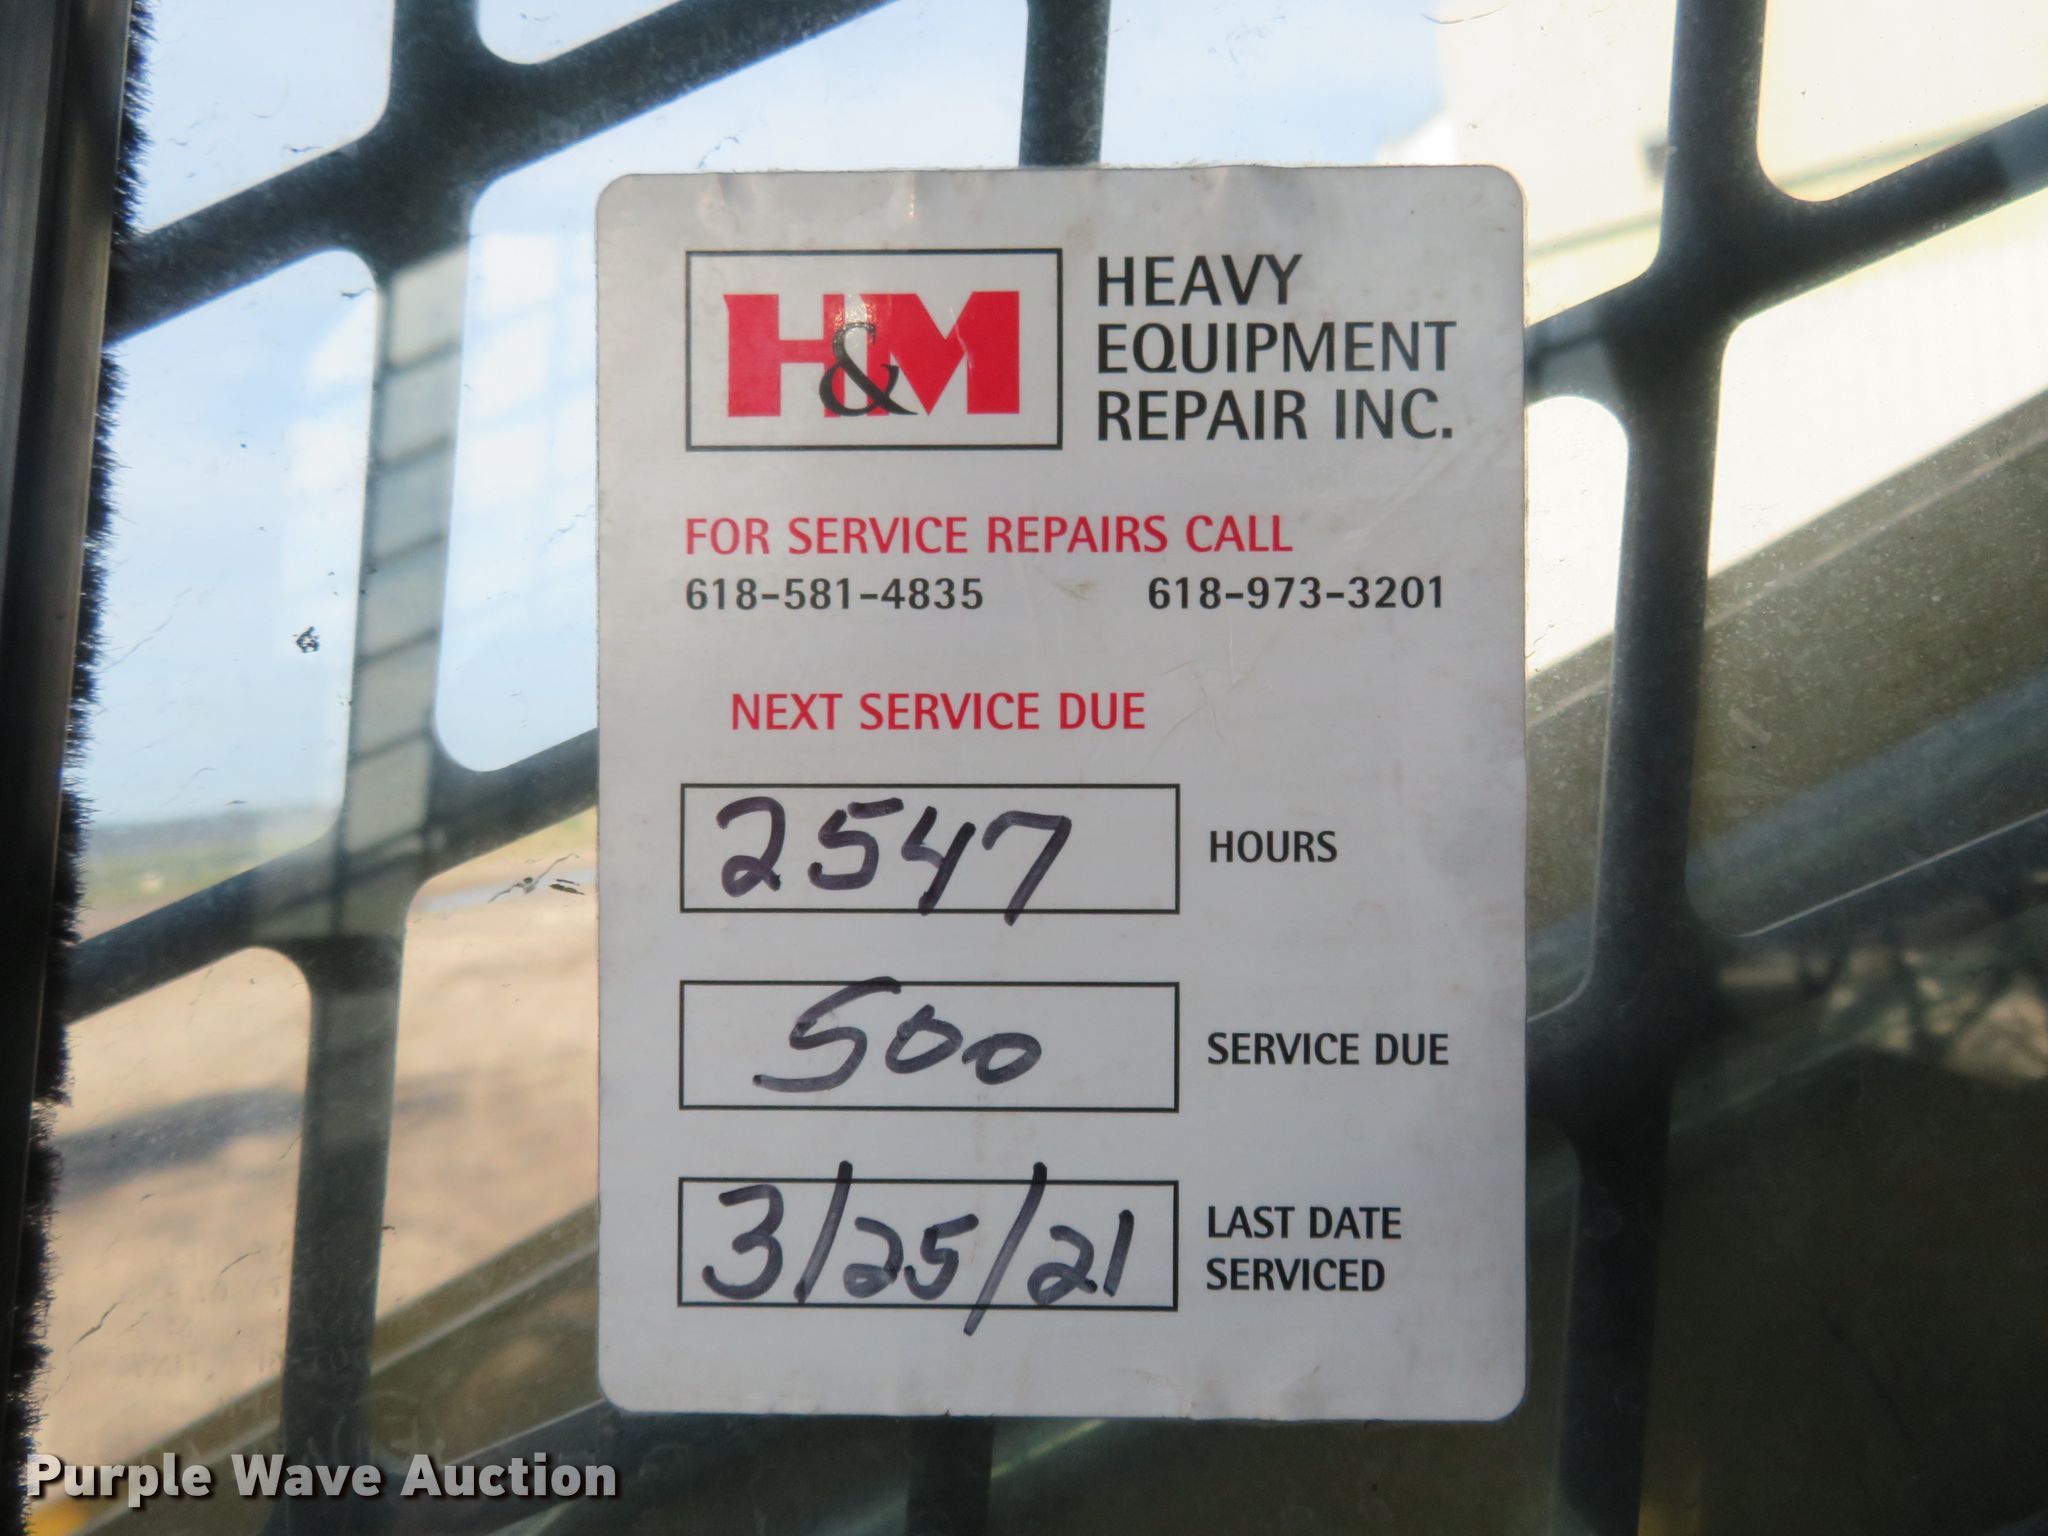 H&M
HEAVY
EQUIPMENT
REPAIR INC.
FOR SERVICE REPAIRS CALL
618-581-4835 618-973-3201
NEXT SERVICE DUE
2547 HOURS
500 SERVICE DUE
3/25/21 LAST DATE
SERVICED
Purple Wave Auction